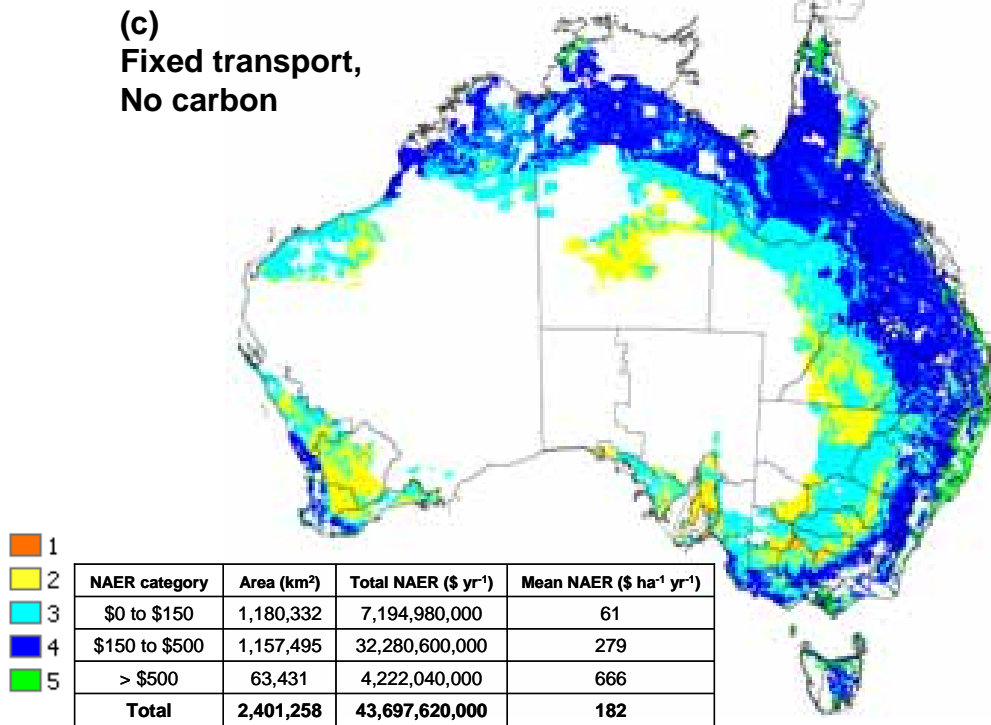 (c)
Fixed transport,
No carbon
1
2
3
4
5
NAER category Area (km²) Total NAER ($ yr⁻¹) Mean NAER ($ ha⁻¹ yr⁻¹)
$0 to $150 1,180,332 7,194,980,000 61
$150 to $500 1,157,495 32,280,600,000 279
> $500 63,431 4,222,040,000 666
Total 2,401,258 43,697,620,000 182